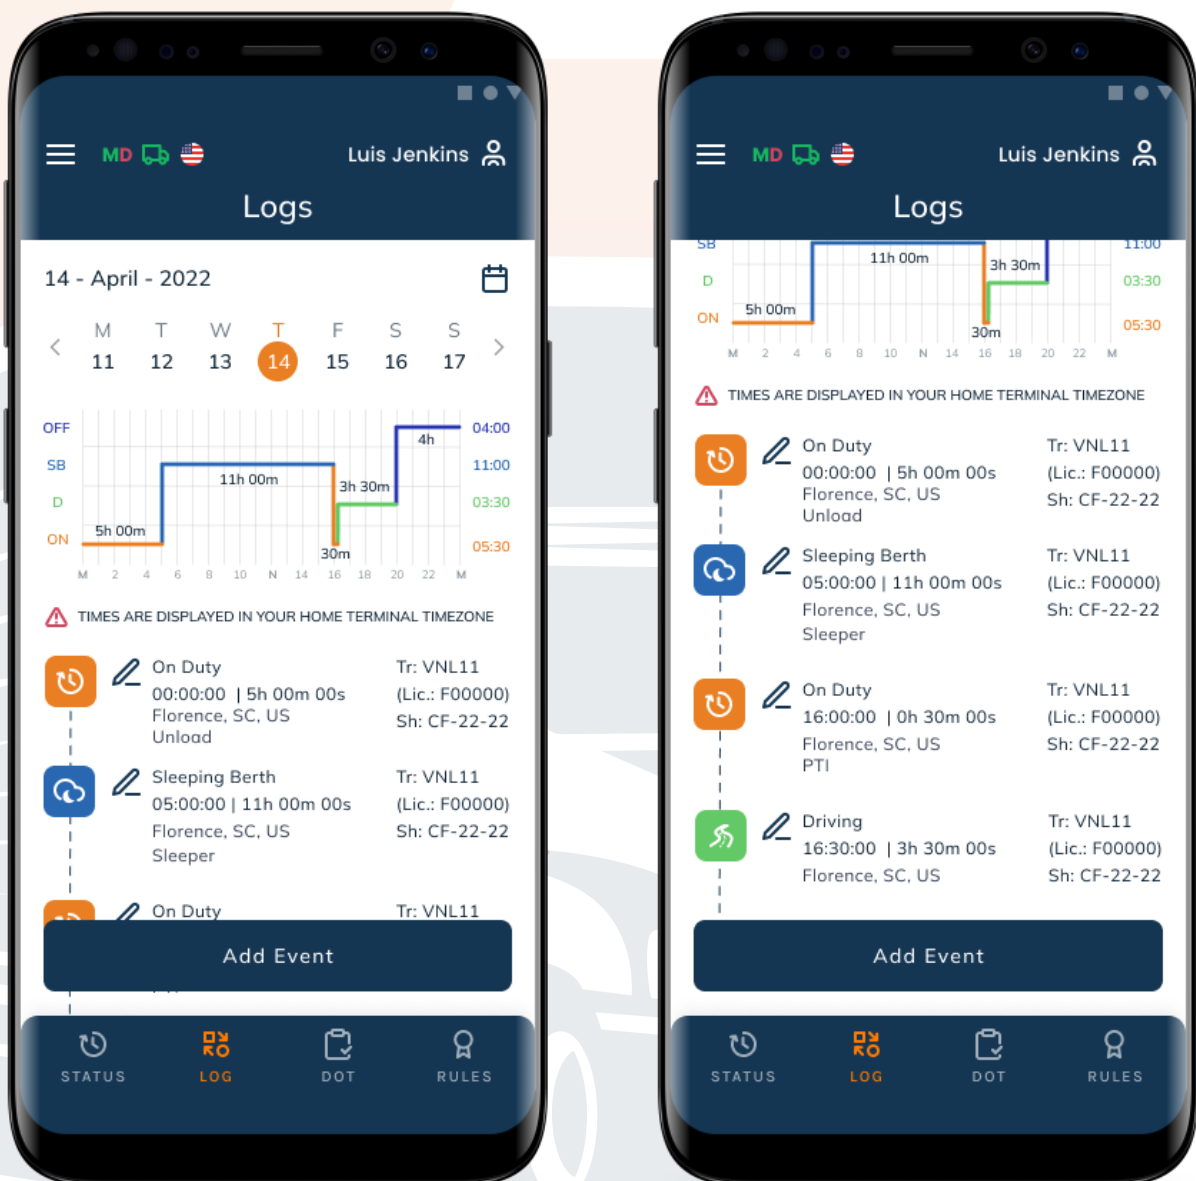 MD
Luis Jenkins
Logs
14 - April - 2022
M T W T F S S
11 12 13 14 15 16 17
OFF 04:00
4h
SB 11:00
11h 00m
3h 30m
D 03:30
5h 00m
ON 05:30
30m
M 2 4 6 8 10 N 14 16 18 20 22 M
TIMES ARE DISPLAYED IN YOUR HOME TERMINAL TIMEZONE
On Duty Tr: VNL11
00:00:00 | 5h 00m 00s (Lic.: F00000)
Florence, SC, US Sh: CF-22-22
Unload
Sleeping Berth Tr: VNL11
05:00:00 | 11h 00m 00s (Lic.: F00000)
Florence, SC, US Sh: CF-22-22
Sleeper
On Duty Tr: VNL11
Add Event
STATUS LOG DOT RULES
MD
Luis Jenkins
Logs
SB 11:00
11h 00m
3h 30m
D 03:30
5h 00m
ON 05:30
30m
M 2 4 6 8 10 N 14 16 18 20 22 M
TIMES ARE DISPLAYED IN YOUR HOME TERMINAL TIMEZONE
On Duty Tr: VNL11
00:00:00 | 5h 00m 00s (Lic.: F00000)
Florence, SC, US Sh: CF-22-22
Unload
Sleeping Berth Tr: VNL11
05:00:00 | 11h 00m 00s (Lic.: F00000)
Florence, SC, US Sh: CF-22-22
Sleeper
On Duty Tr: VNL11
16:00:00 | 0h 30m 00s (Lic.: F00000)
Florence, SC, US Sh: CF-22-22
PTI
Driving Tr: VNL11
16:30:00 | 3h 30m 00s (Lic.: F00000)
Florence, SC, US Sh: CF-22-22
Add Event
STATUS LOG DOT RULES